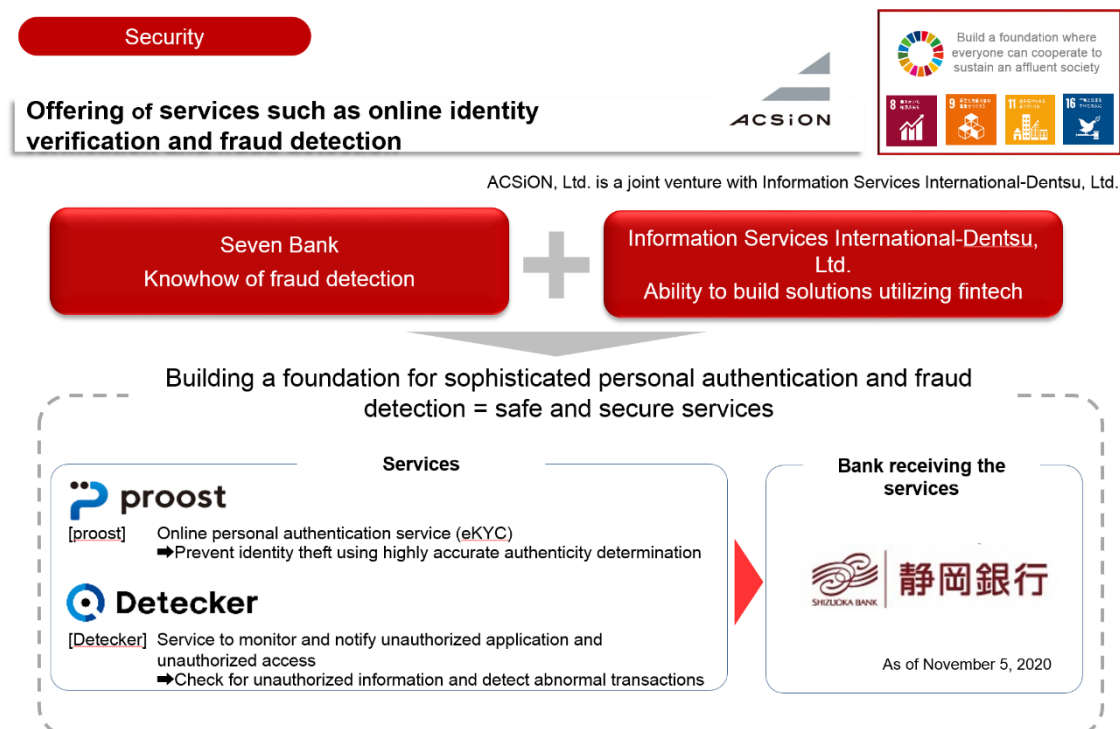 Security
Build a foundation where
everyone can cooperate to
sustain an affluent society
8
9
11
16
ACSiON
Offering of services such as online identity
verification and fraud detection
ACSiON, Ltd. is a joint venture with Information Services International-Dentsu, Ltd.
Seven Bank
Knowhow of fraud detection
Information Services International-Dentsu,
Ltd.
Ability to build solutions utilizing fintech
Building a foundation for sophisticated personal authentication and fraud
detection = safe and secure services
Services
proost
[proost] Online personal authentication service (eKYC)
➡Prevent identity theft using highly accurate authenticity determination
Detecker
[Detecker] Service to monitor and notify unauthorized application and
unauthorized access
➡Check for unauthorized information and detect abnormal transactions
Bank receiving the
services
SHIZUOKA BANK
静岡銀行
As of November 5, 2020